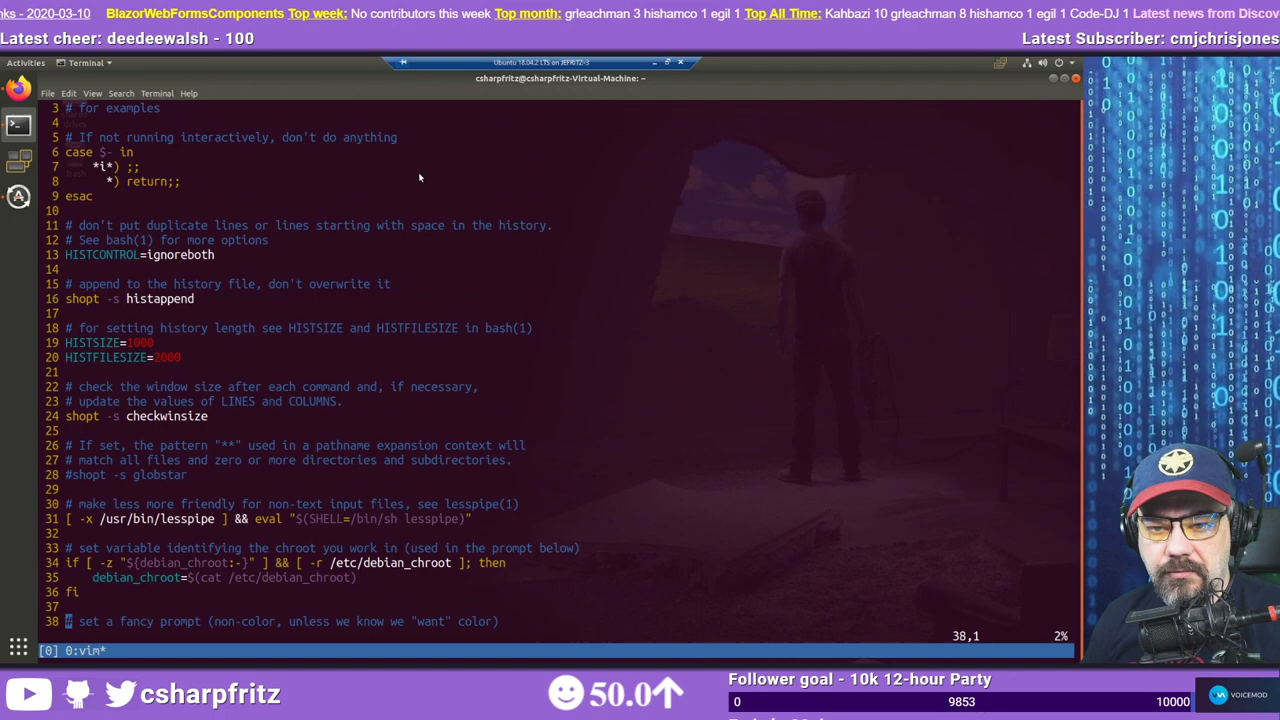 nks - 2020-03-10 BlazorWebFormsComponents Top week: No contributors this week Top month: grleachman 3 hishamco 1 egil 1 Top All Time: Kahbazi 10 grleachman 8 hishamco 1 egil 1 Code-DJ 1 Latest news from Discov
Latest cheer: deedeewalsh - 100
Latest Subscriber: cmjchrisjones
Activities Terminal
Ubuntu 18.04.2 LTS on JEFRITZ<3
csharpfritz@csharpfritz-Virtual-Machine: ~
File Edit View Search Terminal Help
3 # for examples
4
5 # If not running interactively, don't do anything
6 case $- in
7 *i*) ;;
8 *) return;;
9 esac
10
11 # don't put duplicate lines or lines starting with space in the history.
12 # See bash(1) for more options
13 HISTCONTROL=ignoreboth
14
15 # append to the history file, don't overwrite it
16 shopt -s histappend
17
18 # for setting history length see HISTSIZE and HISTFILESIZE in bash(1)
19 HISTSIZE=1000
20 HISTFILESIZE=2000
21
22 # check the window size after each command and, if necessary,
23 # update the values of LINES and COLUMNS.
24 shopt -s checkwinsize
25
26 # If set, the pattern "**" used in a pathname expansion context will
27 # match all files and zero or more directories and subdirectories.
28 #shopt -s globstar
29
30 # make less more friendly for non-text input files, see lesspipe(1)
31 [ -x /usr/bin/lesspipe ] && eval "$(SHELL=/bin/sh lesspipe)"
32
33 # set variable identifying the chroot you work in (used in the prompt below)
34 if [ -z "${debian_chroot:-}" ] && [ -r /etc/debian_chroot ]; then
35 debian_chroot=$(cat /etc/debian_chroot)
36 fi
37
38 # set a fancy prompt (non-color, unless we know we "want" color)
38,1 2%
[0] 0:vim*
csharpfritz
50.0
Follower goal - 10k 12-hour Party
0 9853 10000
VOICEMOD